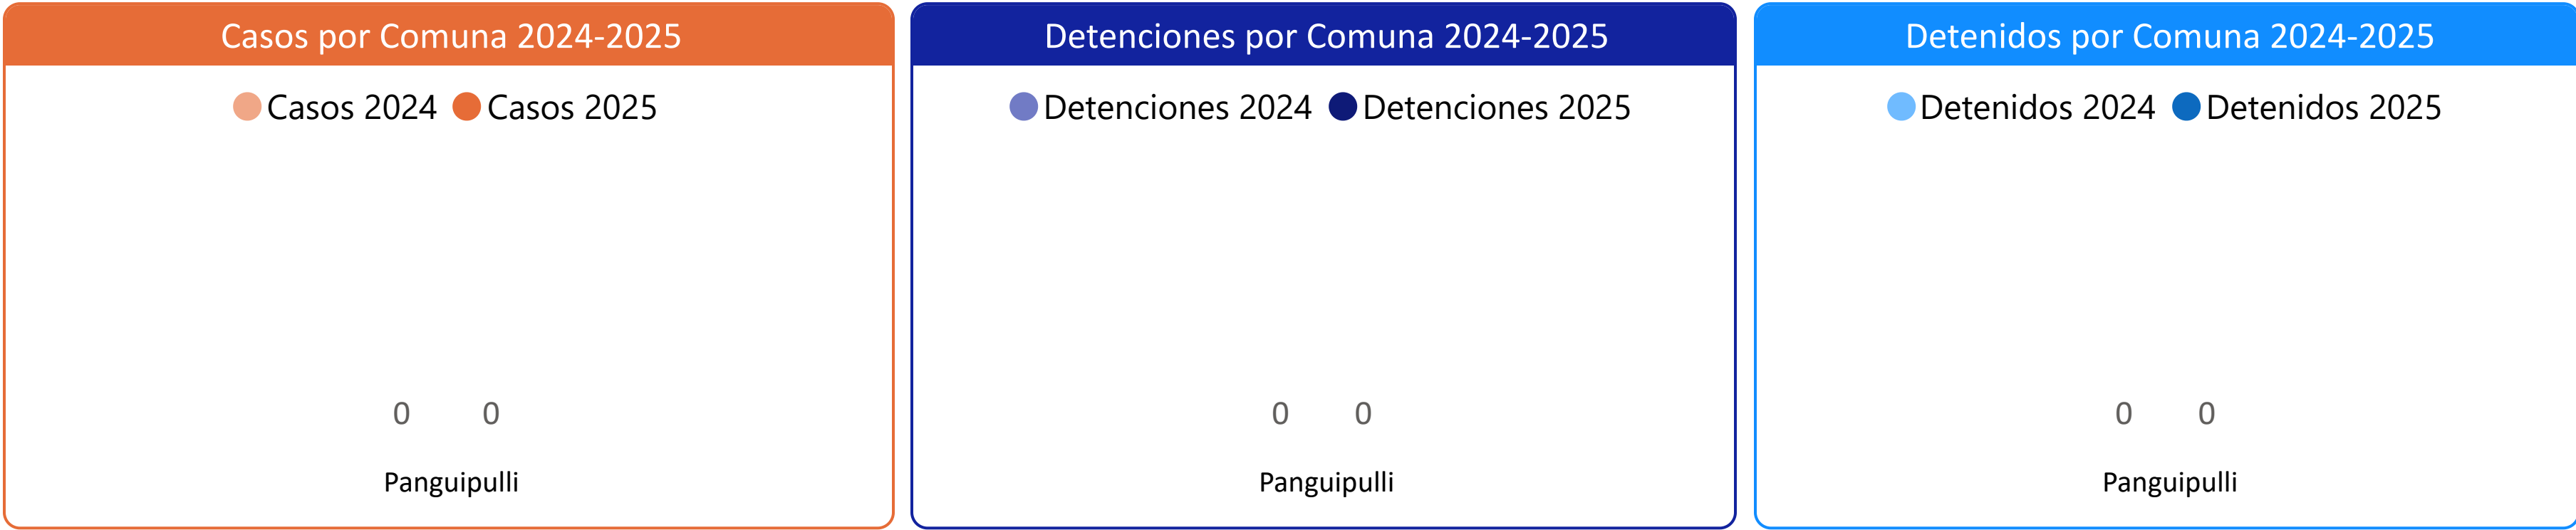 Casos por Comuna 2024-2025
Casos 2024 Casos 2025
0 0
Panguipulli
Detenciones por Comuna 2024-2025
Detenciones 2024 Detenciones 2025
0 0
Panguipulli
Detenidos por Comuna 2024-2025
Detenidos 2024 Detenidos 2025
0 0
Panguipulli